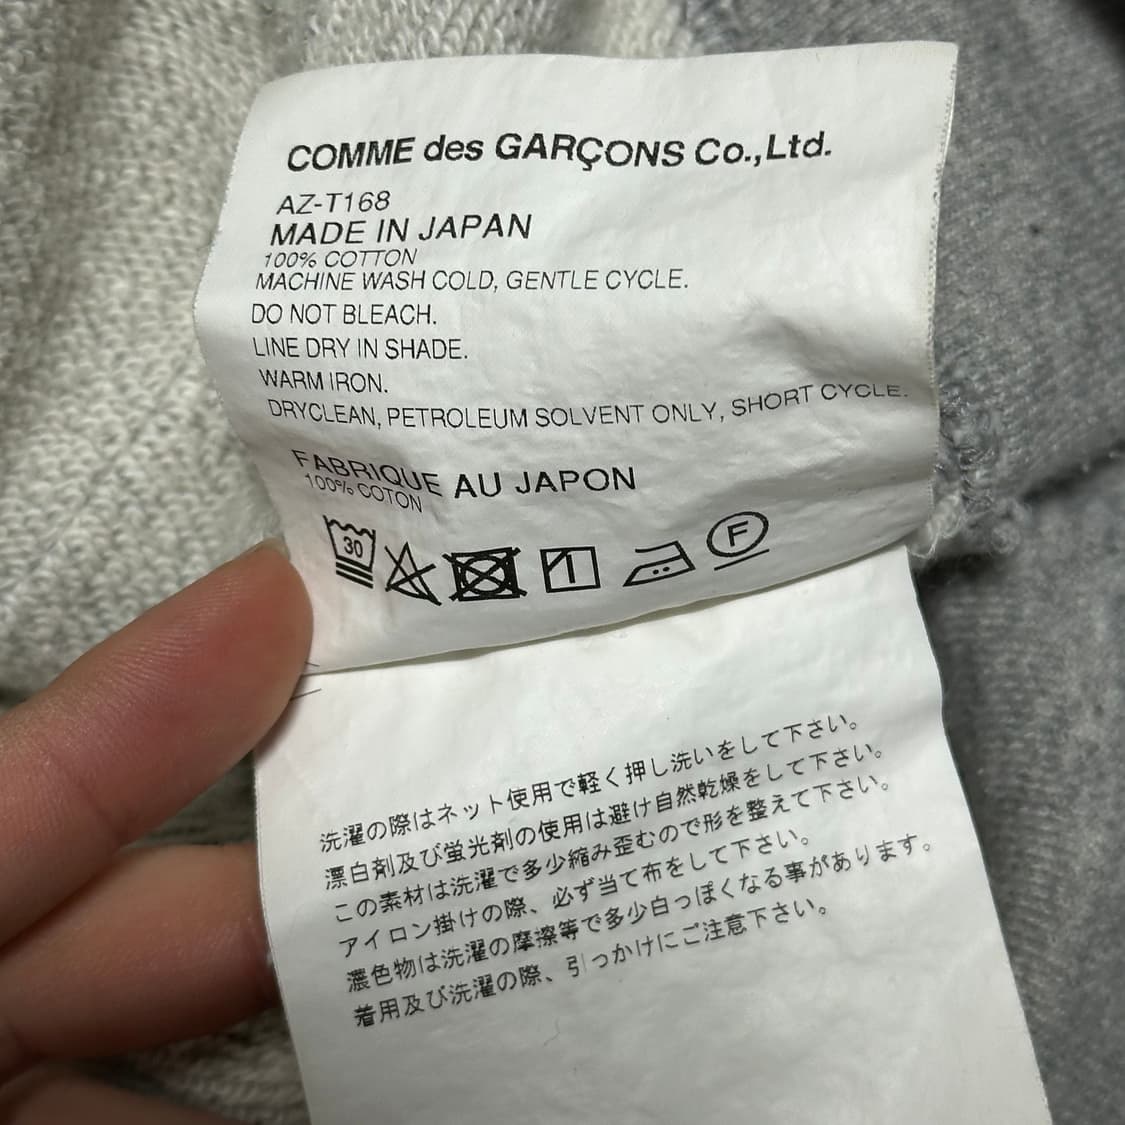 COMME des GARÇONS Co.,Ltd.
AZ-T168
MADE IN JAPAN
100% COTTON
MACHINE WASH COLD, GENTLE CYCLE.
DO NOT BLEACH.
LINE DRY IN SHADE.
WARM IRON.
DRYCLEAN, PETROLEUM SOLVENT ONLY, SHORT CYCLE.
FABRIQUE AU JAPON
100% COTON
30
F
洗濯の際はネット使用で軽く押し洗いをして下さい。
漂白剤及び蛍光剤の使用は避け自然乾燥をして下さい。
この素材は洗濯で多少縮み歪むので形を整えて下さい。
アイロン掛けの際、必ず当て布をして下さい。
濃色物は洗濯の摩擦等で多少白っぽくなる事があります。
着用及び洗濯の際、引っかけにご注意下さい。